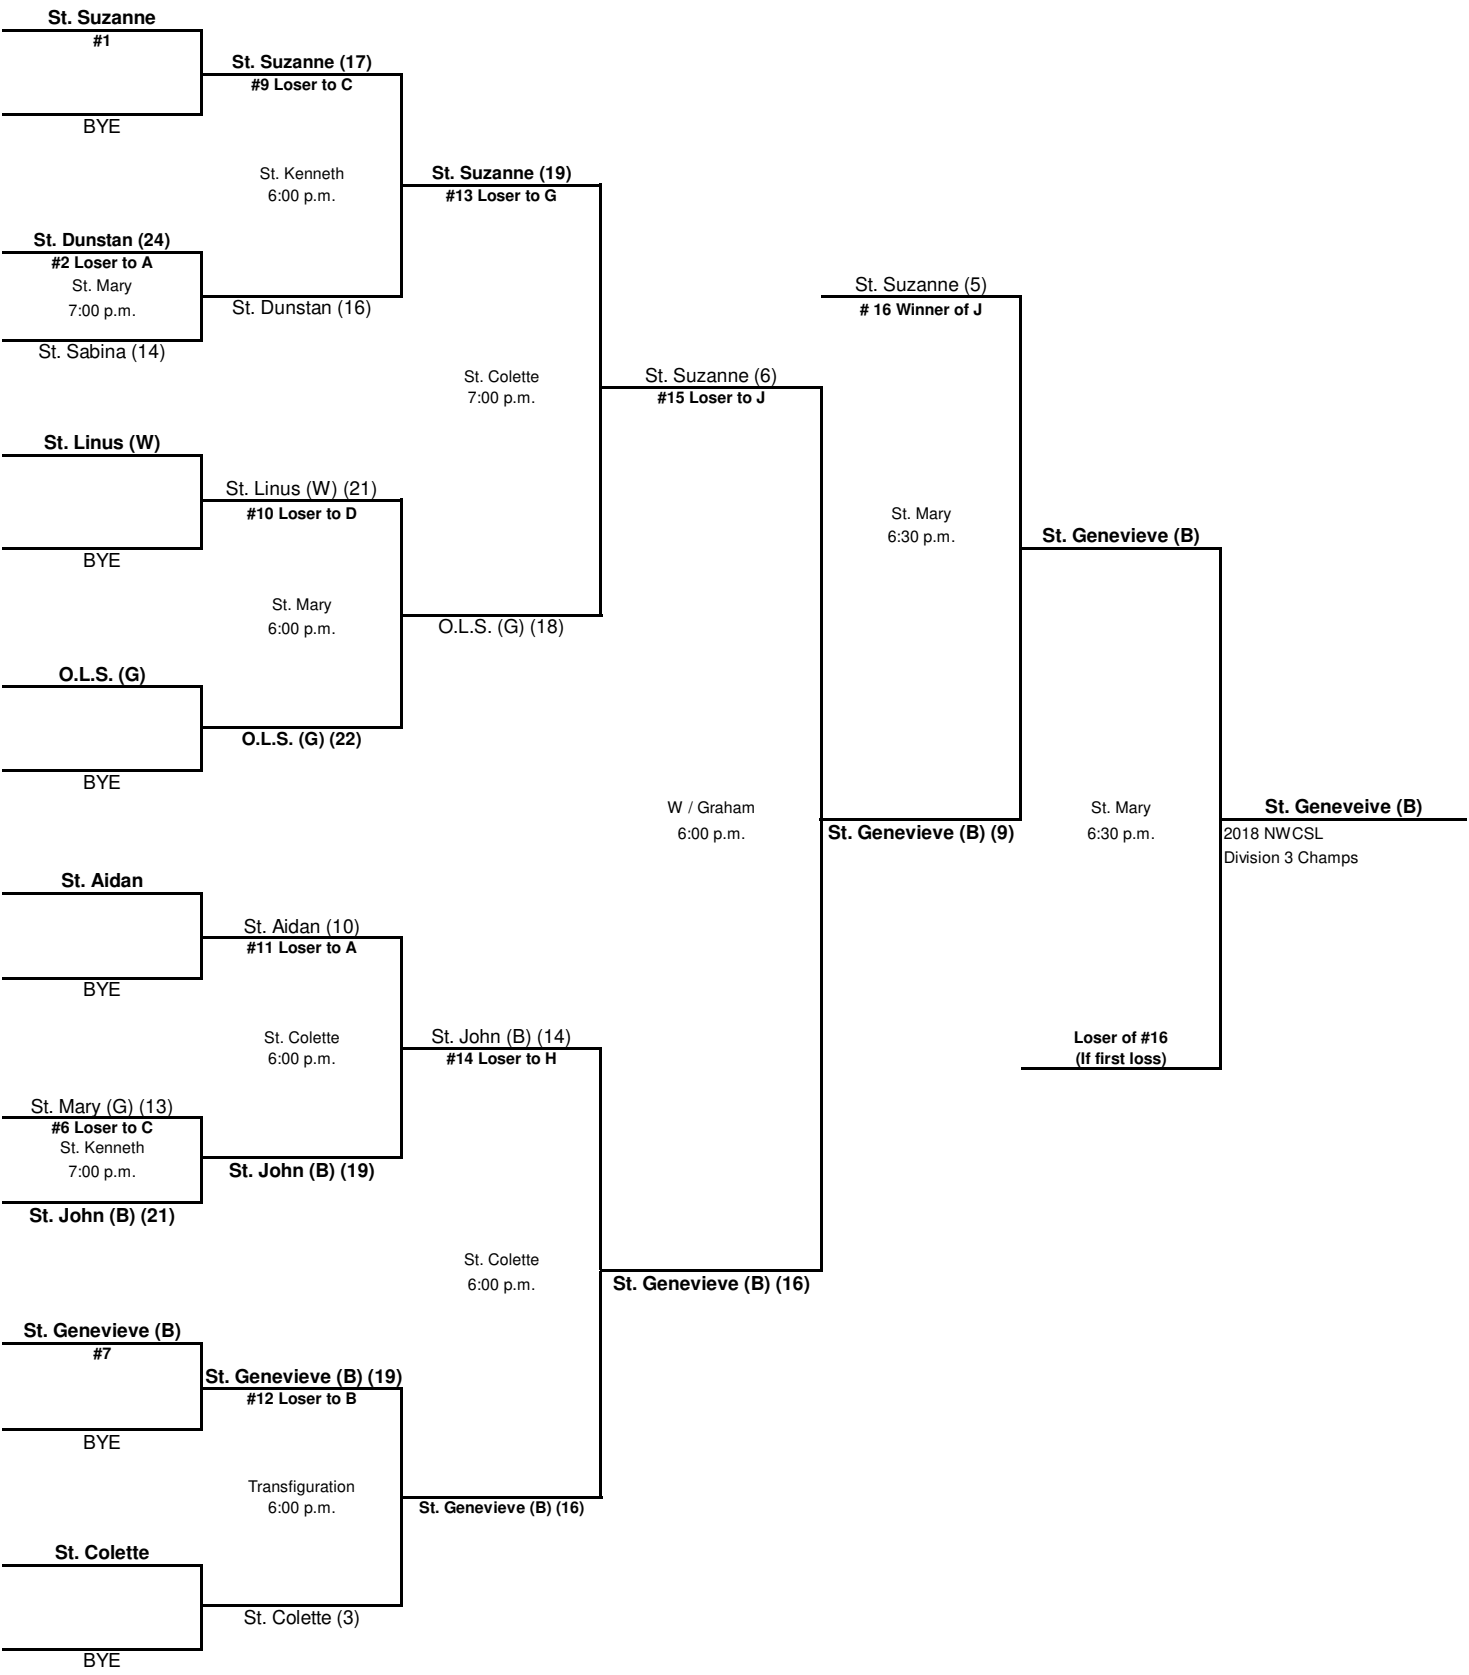 St. Suzanne
#1
St. Suzanne (17)
#9 Loser to C
BYE
St. Kenneth
6:00 p.m.
St. Suzanne (19)
#13 Loser to G
St. Dunstan (24)
#2 Loser to A
St. Mary
7:00 p.m.
St. Dunstan (16)
St. Sabina (14)
St. Suzanne (5)
# 16 Winner of J
St. Colette
7:00 p.m.
St. Suzanne (6)
#15 Loser to J
St. Linus (W)
St. Linus (W) (21)
#10 Loser to D
BYE
St. Mary
6:30 p.m.
St. Genevieve (B)
St. Mary
6:00 p.m.
O.L.S. (G) (18)
O.L.S. (G)
O.L.S. (G) (22)
BYE
W / Graham
6:00 p.m.
St. Genevieve (B) (9)
St. Mary
6:30 p.m.
St. Geneveive (B)
2018 NWCSL
Division 3 Champs
St. Aidan
St. Aidan (10)
#11 Loser to A
BYE
St. Colette
6:00 p.m.
St. John (B) (14)
#14 Loser to H
Loser of #16
(If first loss)
St. Mary (G) (13)
#6 Loser to C
St. Kenneth
7:00 p.m.
St. John (B) (19)
St. John (B) (21)
St. Colette
6:00 p.m.
St. Genevieve (B) (16)
St. Genevieve (B)
#7
St. Genevieve (B) (19)
#12 Loser to B
BYE
Transfiguration
6:00 p.m.
St. Genevieve (B) (16)
St. Colette
St. Colette (3)
BYE